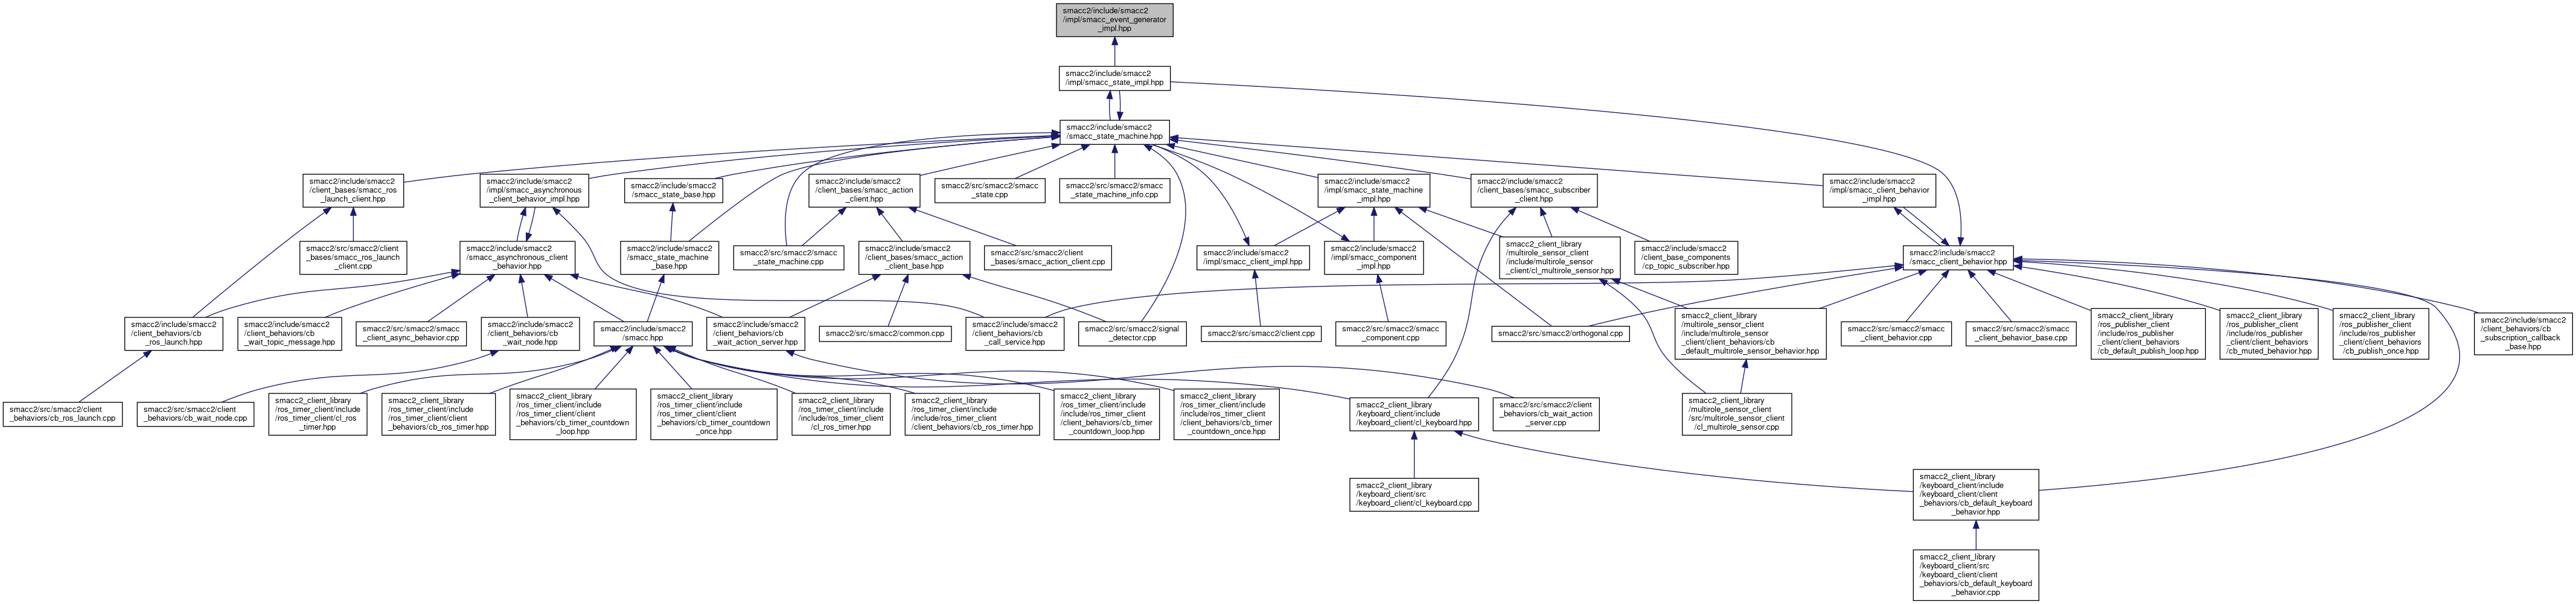 smacc2/include/smacc2
/impl/smacc_event_generator
_impl.hpp
smacc2/include/smacc2
/impl/smacc_state_impl.hpp
smacc2/include/smacc2
/smacc_state_machine.hpp
smacc2/include/smacc2
/client_bases/smacc_ros
_launch_client.hpp
smacc2/include/smacc2
/impl/smacc_asynchronous
_client_behavior_impl.hpp
smacc2/include/smacc2
/smacc_state_base.hpp
smacc2/include/smacc2
/client_bases/smacc_action
_client.hpp
smacc2/src/smacc2/smacc
_state.cpp
smacc2/src/smacc2/smacc
_state_machine_info.cpp
smacc2/include/smacc2
/impl/smacc_state_machine
_impl.hpp
smacc2/include/smacc2
/client_bases/smacc_subscriber
_client.hpp
smacc2/include/smacc2
/impl/smacc_client_behavior
_impl.hpp
smacc2/src/smacc2/client
_bases/smacc_ros_launch
_client.cpp
smacc2/include/smacc2
/smacc_asynchronous_client
_behavior.hpp
smacc2/include/smacc2
/smacc_state_machine
_base.hpp
smacc2/src/smacc2/smacc
_state_machine.cpp
smacc2/include/smacc2
/client_bases/smacc_action
_client_base.hpp
smacc2/src/smacc2/client
_bases/smacc_action_client.cpp
smacc2/include/smacc2
/impl/smacc_client_impl.hpp
smacc2/include/smacc2
/impl/smacc_component
_impl.hpp
smacc2_client_library
/multirole_sensor_client
/include/multirole_sensor
_client/cl_multirole_sensor.hpp
smacc2/include/smacc2
/client_base_components
/cp_topic_subscriber.hpp
smacc2/include/smacc2
/smacc_client_behavior.hpp
smacc2/include/smacc2
/client_behaviors/cb
_ros_launch.hpp
smacc2/include/smacc2
/client_behaviors/cb
_wait_topic_message.hpp
smacc2/src/smacc2/smacc
_client_async_behavior.cpp
smacc2/include/smacc2
/client_behaviors/cb
_wait_node.hpp
smacc2/include/smacc2
/smacc.hpp
smacc2/include/smacc2
/client_behaviors/cb
_wait_action_server.hpp
smacc2/src/smacc2/common.cpp
smacc2/include/smacc2
/client_behaviors/cb
_call_service.hpp
smacc2/src/smacc2/signal
_detector.cpp
smacc2/src/smacc2/client.cpp
smacc2/src/smacc2/smacc
_component.cpp
smacc2/src/smacc2/orthogonal.cpp
smacc2_client_library
/multirole_sensor_client
/include/multirole_sensor
_client/client_behaviors/cb
_default_multirole_sensor_behavior.hpp
smacc2/src/smacc2/smacc
_client_behavior.cpp
smacc2/src/smacc2/smacc
_client_behavior_base.cpp
smacc2_client_library
/ros_publisher_client
/include/ros_publisher
_client/client_behaviors
/cb_default_publish_loop.hpp
smacc2_client_library
/ros_publisher_client
/include/ros_publisher
_client/client_behaviors
/cb_muted_behavior.hpp
smacc2_client_library
/ros_publisher_client
/include/ros_publisher
_client/client_behaviors
/cb_publish_once.hpp
smacc2/include/smacc2
/client_behaviors/cb
_subscription_callback
_base.hpp
smacc2/src/smacc2/client
_behaviors/cb_ros_launch.cpp
smacc2/src/smacc2/client
_behaviors/cb_wait_node.cpp
smacc2_client_library
/ros_timer_client/include
/ros_timer_client/cl_ros
_timer.hpp
smacc2_client_library
/ros_timer_client/include
/ros_timer_client/client
_behaviors/cb_ros_timer.hpp
smacc2_client_library
/ros_timer_client/include
/ros_timer_client/client
_behaviors/cb_timer_countdown
_loop.hpp
smacc2_client_library
/ros_timer_client/include
/ros_timer_client/client
_behaviors/cb_timer_countdown
_once.hpp
smacc2_client_library
/ros_timer_client/include
/include/ros_timer_client
/cl_ros_timer.hpp
smacc2_client_library
/ros_timer_client/include
/include/ros_timer_client
/client_behaviors/cb_ros_timer.hpp
smacc2_client_library
/ros_timer_client/include
/include/ros_timer_client
/client_behaviors/cb_timer
_countdown_loop.hpp
smacc2_client_library
/ros_timer_client/include
/include/ros_timer_client
/client_behaviors/cb_timer
_countdown_once.hpp
smacc2_client_library
/keyboard_client/include
/keyboard_client/cl_keyboard.hpp
smacc2/src/smacc2/client
_behaviors/cb_wait_action
_server.cpp
smacc2_client_library
/multirole_sensor_client
/src/multirole_sensor_client
/cl_multirole_sensor.cpp
smacc2_client_library
/keyboard_client/src
/keyboard_client/cl_keyboard.cpp
smacc2_client_library
/keyboard_client/include
/keyboard_client/client
_behaviors/cb_default_keyboard
_behavior.hpp
smacc2_client_library
/keyboard_client/src
/keyboard_client/client
_behaviors/cb_default_keyboard
_behavior.cpp